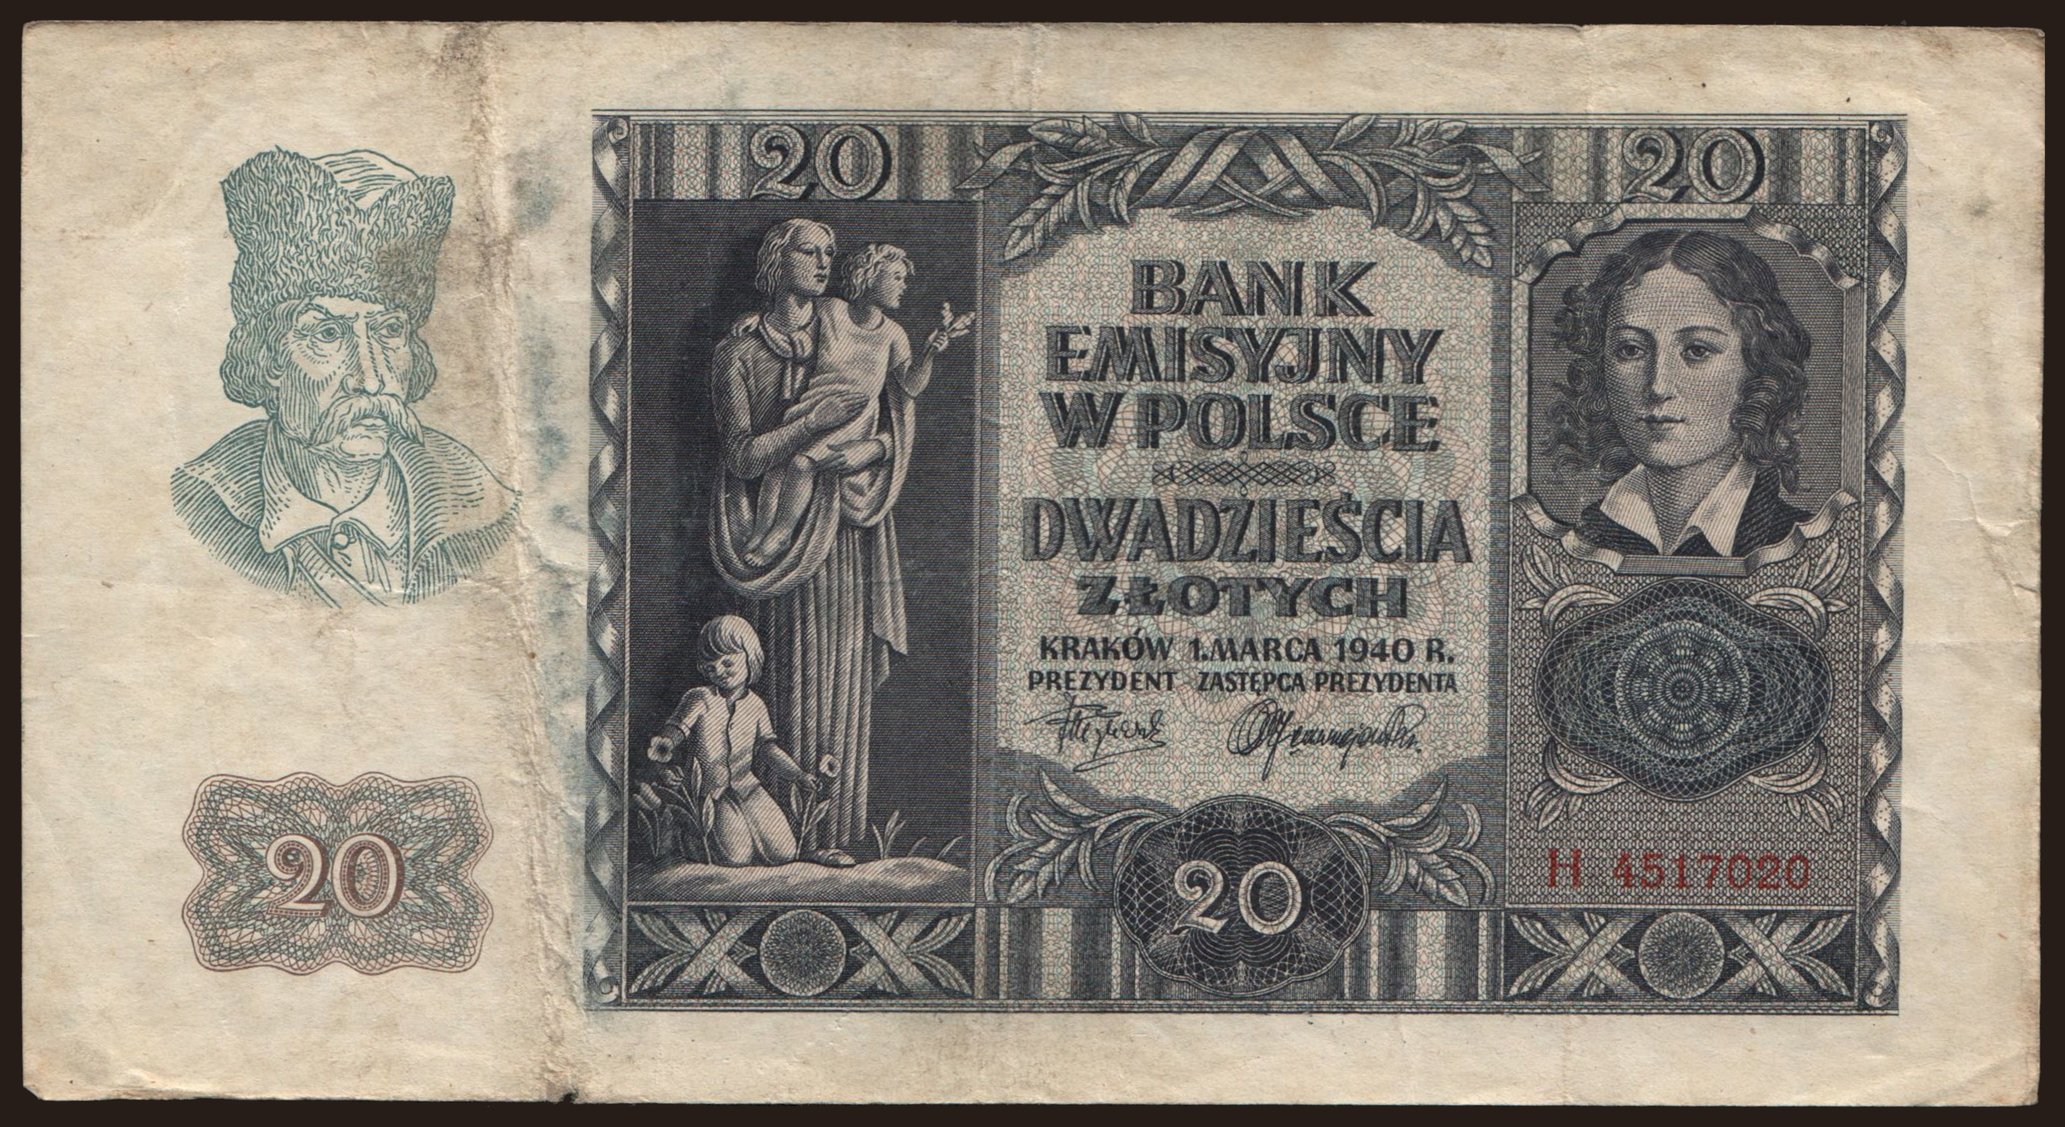 20 20
BANK
EMISYJNY
W POLSCE
DWADZIEŚCIA
ZŁOTYCH
KRAKÓW 1. MARCA 1940 R.
PREZYDENT ZASTĘPCA PREZYDENTA
20
20
H 4517020